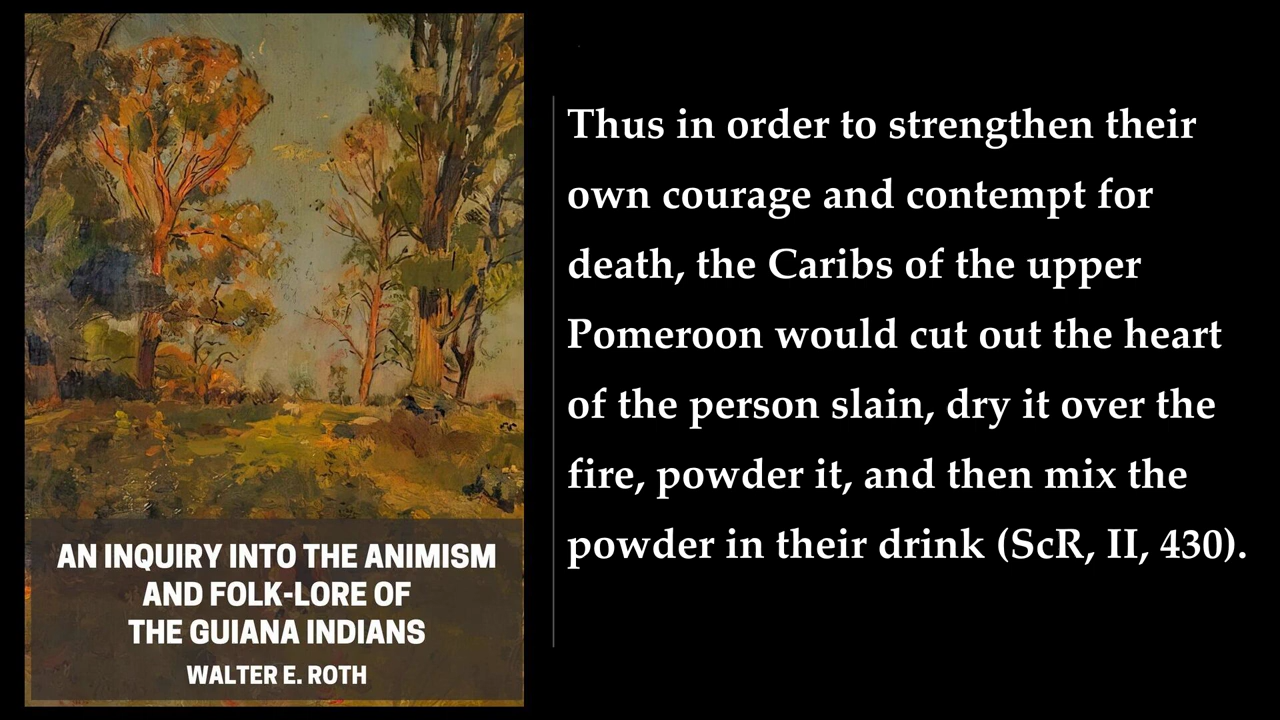 AN INQUIRY INTO THE ANIMISM
AND FOLK-LORE OF
THE GUIANA INDIANS
WALTER E. ROTH
Thus in order to strengthen their
own courage and contempt for
death, the Caribs of the upper
Pomeroon would cut out the heart
of the person slain, dry it over the
fire, powder it, and then mix the
powder in their drink (ScR, II, 430).